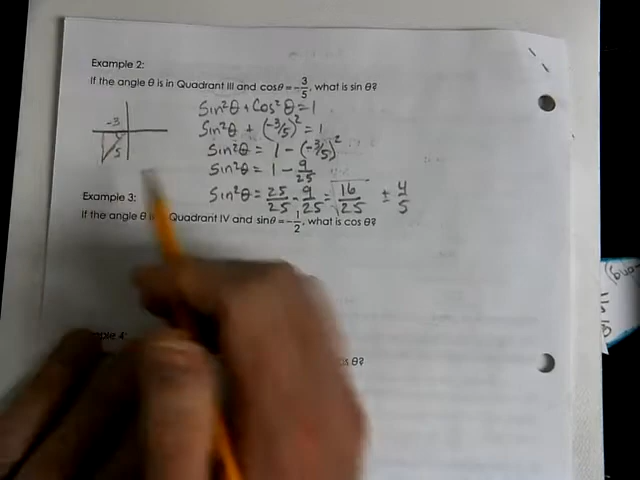 Example 2:
If the angle θ is in Quadrant III and cosθ = -3/5, what is sin θ?
-3
5
Sin²θ + Cos²θ = 1
Sin²θ + (-3/5)² = 1
Sin²θ = 1 - (-3/5)²
Sin²θ = 1 - 9/25
Sin²θ = 25/25 - 9/25 = √16/25 ± 4/5
Example 3:
If the angle θ Quadrant IV and sinθ = -1/2, what is cos θ?
4:
θ?